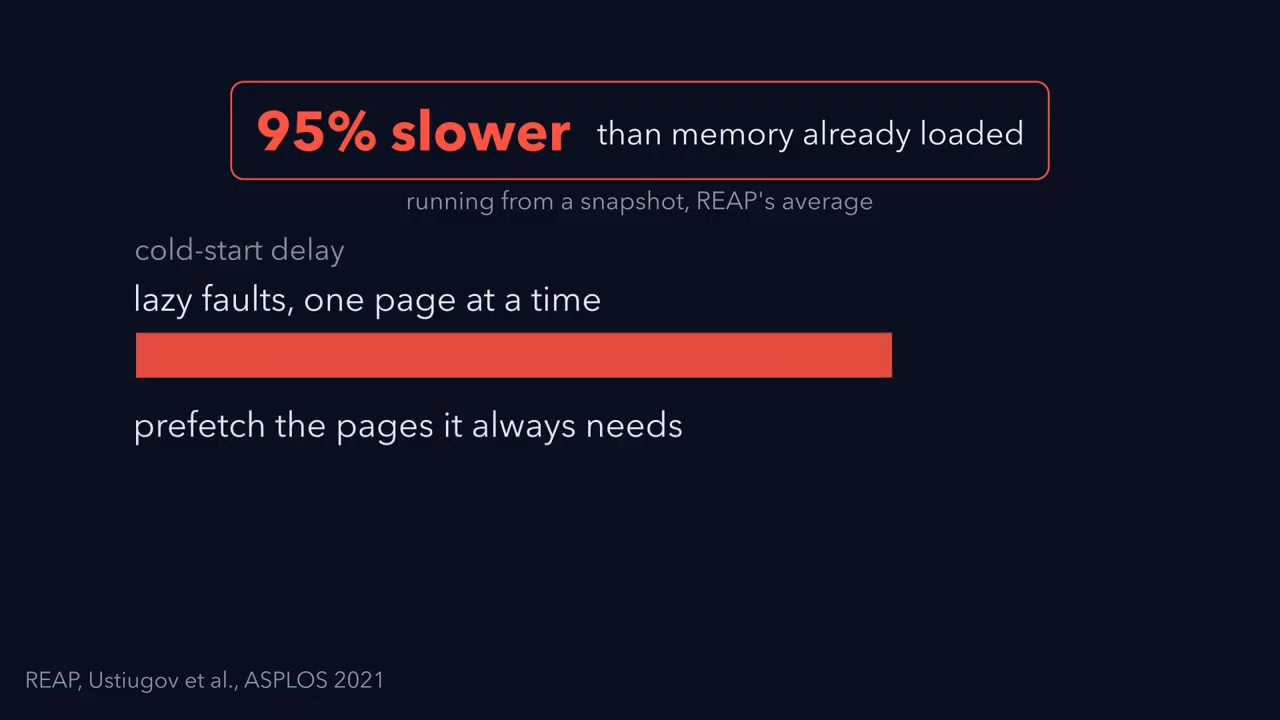 95% slower than memory already loaded
running from a snapshot, REAP's average
cold-start delay
lazy faults, one page at a time
prefetch the pages it always needs
REAP, Ustiugov et al., ASPLOS 2021